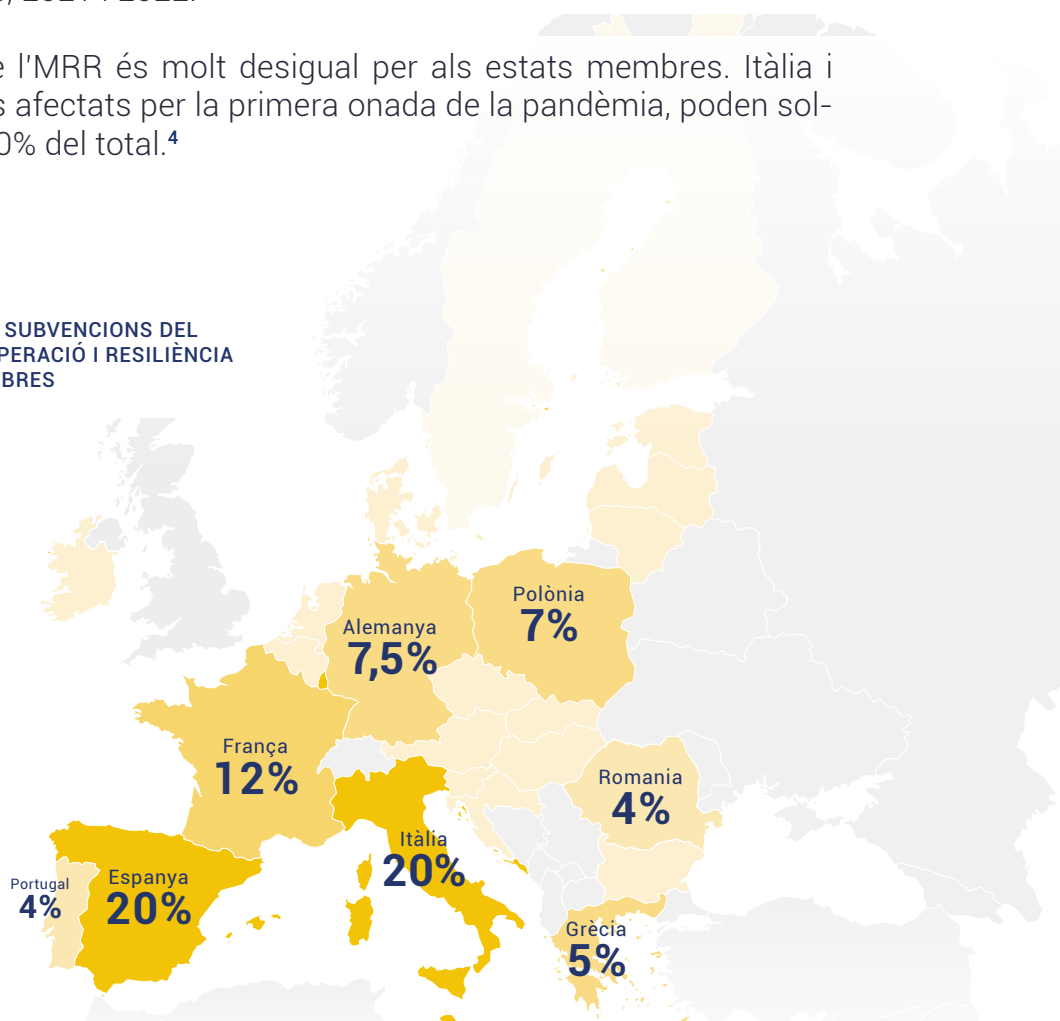 , 2021 i 2022.
e l'MRR és molt desigual per als estats membres. Itàlia i
s afectats per la primera onada de la pandèmia, poden sol-
0% del total.4
SUBVENCIONS DEL
PERACIÓ I RESILIÈNCIA
BRES
Polònia
7%
Alemanya
7,5%
França
12%
Romania
4%
Itàlia
20%
Portugal
4%
Espanya
20%
Grècia
5%